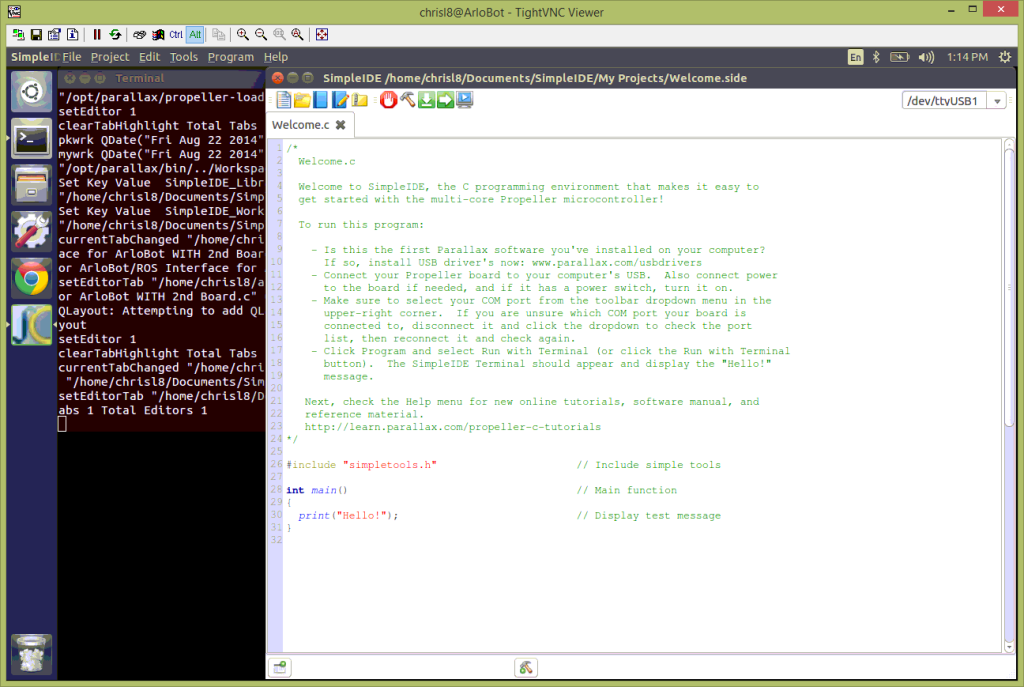 chrisl8@ArloBot - TightVNC Viewer
Ctrl Alt
SimpleI File Project Edit Tools Program Help
En 1:14 PM
Terminal
"/opt/parallax/propeller-load
setEditor 1
clearTabHighlight Total Tabs
pkwrk QDate("Fri Aug 22 2014"
mywrk QDate("Fri Aug 22 2014"
"/opt/parallax/bin/../Workspa
Set Key Value SimpleIDE_Libr
"/home/chrisl8/Documents/Simp
Set Key Value SimpleIDE_Work
"/home/chrisl8/Documents/Simp
currentTabChanged "/home/chri
ace for ArloBot WITH 2nd Boar
or ArloBot/ROS Interface for
setEditorTab "/home/chrisl8/a
or ArloBot WITH 2nd Board.c"
QLayout: Attempting to add QL
yout
setEditor 1
clearTabHighlight Total Tabs
currentTabChanged "/home/chri
"/home/chrisl8/Documents/Sim
setEditorTab "/home/chrisl8/D
abs 1 Total Editors 1
SimpleIDE /home/chrisl8/Documents/SimpleIDE/My Projects/Welcome.side
/dev/ttyUSB1
Welcome.c
1 /*
2 Welcome.c
3
4 Welcome to SimpleIDE, the C programming environment that makes it easy to
5 get started with the multi-core Propeller microcontroller!
6
7 To run this program:
8
9 - Is this the first Parallax software you've installed on your computer?
10 If so, install USB driver's now: www.parallax.com/usbdrivers
11 - Connect your Propeller board to your computer's USB. Also connect power
12 to the board if needed, and if it has a power switch, turn it on.
13 - Make sure to select your COM port from the toolbar dropdown menu in the
14 upper-right corner. If you are unsure which COM port your board is
15 connected to, disconnect it and click the dropdown to check the port
16 list, then reconnect it and check again.
17 - Click Program and select Run with Terminal (or click the Run with Terminal
18 button). The SimpleIDE Terminal should appear and display the "Hello!"
19 message.
20
21 Next, check the Help menu for new online tutorials, software manual, and
22 reference material.
23 http://learn.parallax.com/propeller-c-tutorials
24 */
25
26 #include "simpletools.h" // Include simple tools
27
28 int main() // Main function
29 {
30 print("Hello!"); // Display test message
31 }
32